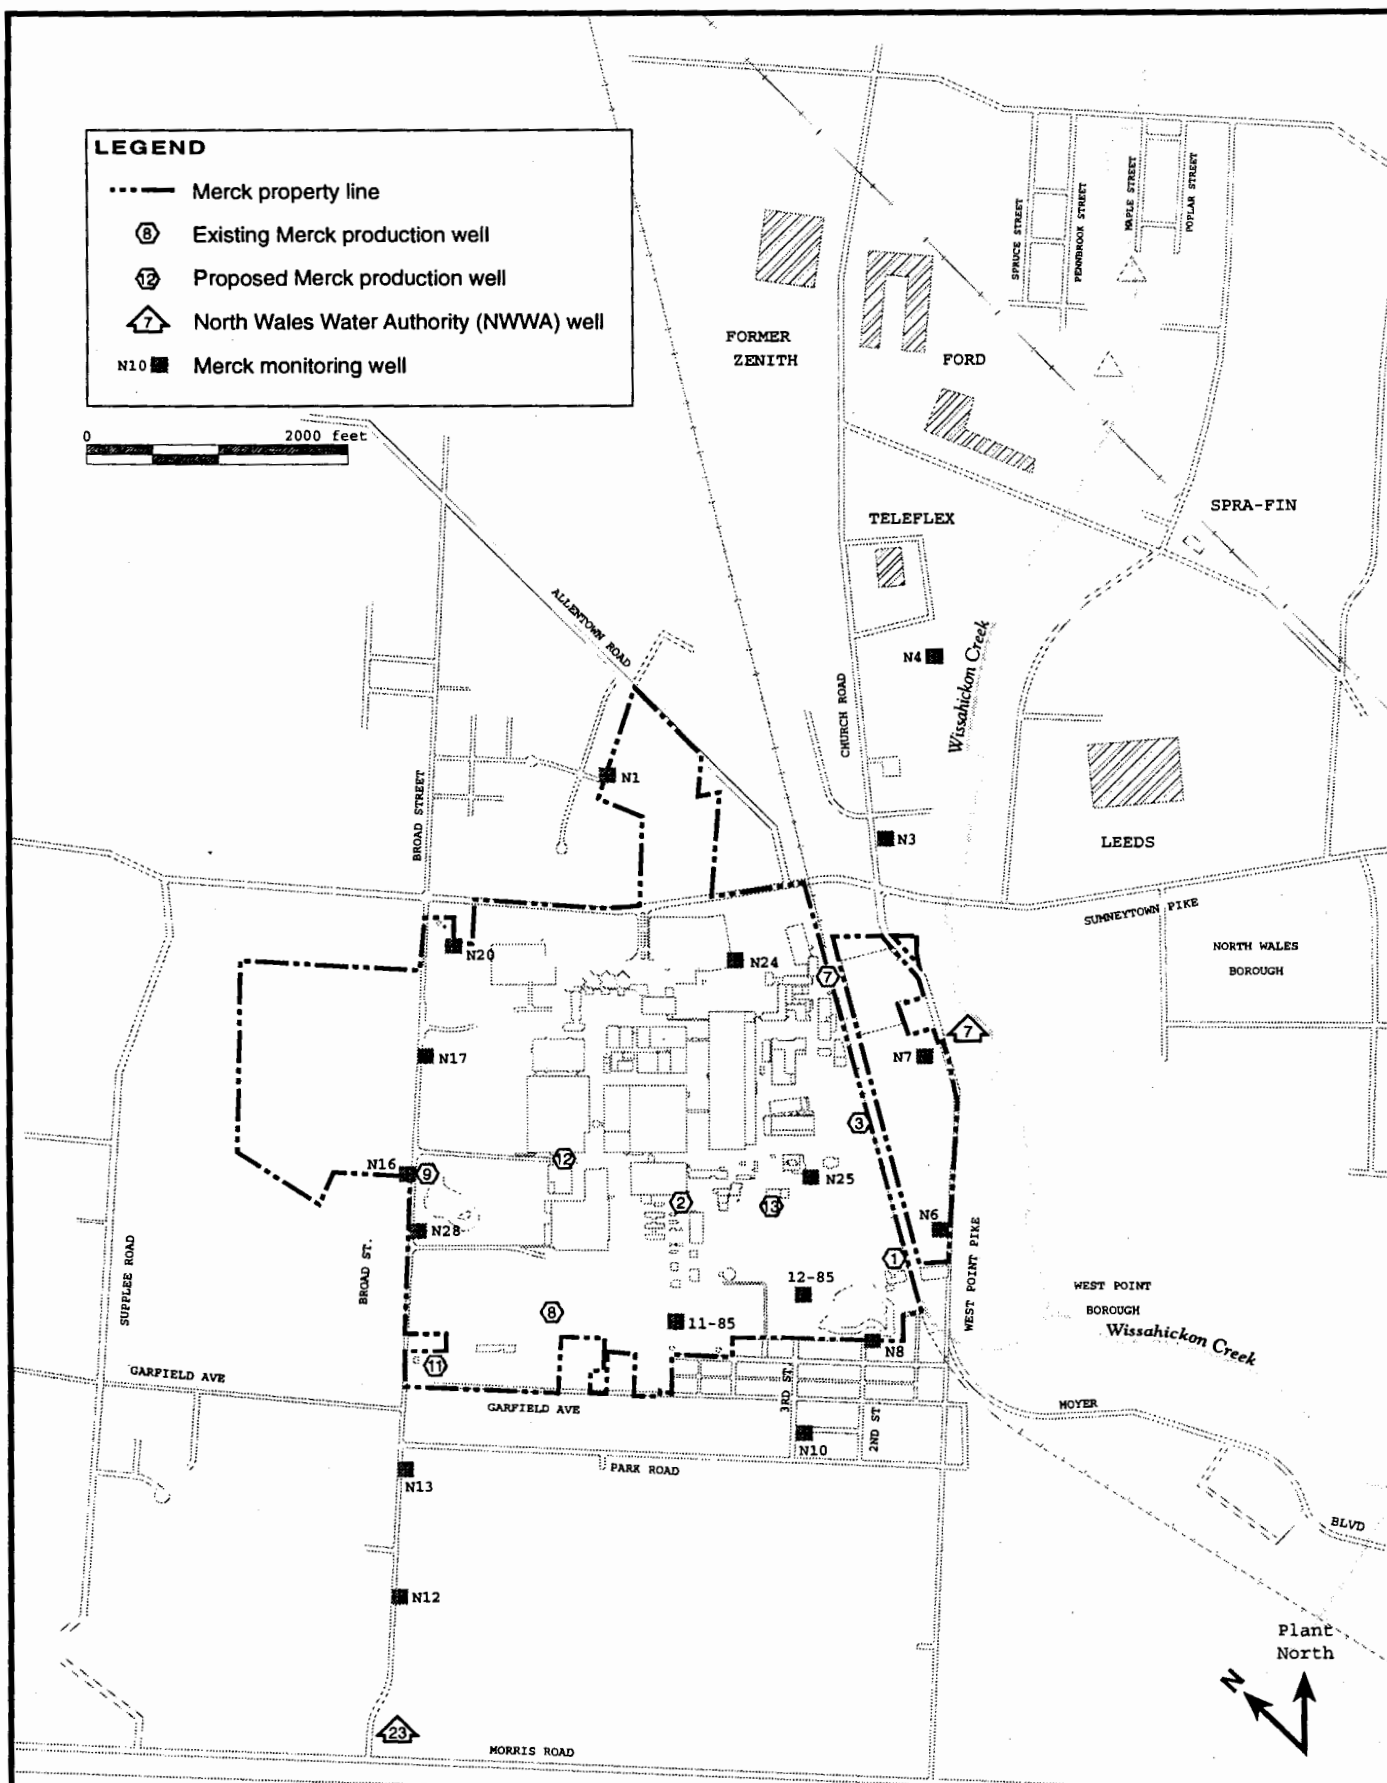 LEGEND
Merck property line
8 Existing Merck production well
12 Proposed Merck production well
7 North Wales Water Authority (NWWA) well
N10 Merck monitoring well
0 2000 feet
SPRUCE STREET
PENNBROOK STREET
MAPLE STREET
POPLAR STREET
FORMER
ZENITH
FORD
SPRA-FIN
TELEFLEX
ALLENTOWN ROAD
N4
Wissahickon Creek
CHURCH ROAD
BROAD STREET
N1
N3
LEEDS
SUMNEYTOWN PIKE
NORTH WALES
BOROUGH
N20
N24
7
7
N17
N7
3
N16
9
12
N25
2
13
N28
N6
1
SUPPLEE ROAD
BROAD ST.
WEST POINT PIKE
12-85
WEST POINT
BOROUGH
Wissahickon Creek
8
11-85
N8
11
GARFIELD AVE
GARFIELD AVE
3RD ST.
2ND ST
MOYER
BLVD
N10
PARK ROAD
N13
N12
Plant
North
N
23
MORRIS ROAD